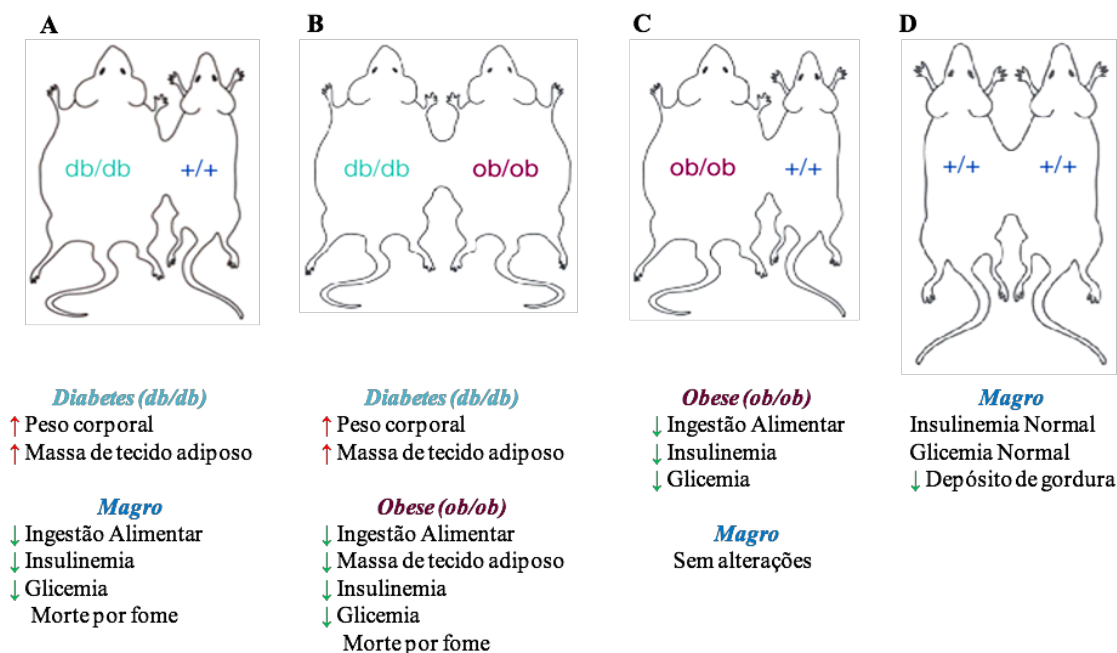 A
B
C
D
db/db
+/+
db/db
ob/ob
ob/ob
+/+
+/+
+/+
Diabetes (db/db)
↑ Peso corporal
↑ Massa de tecido adiposo
Magro
↓ Ingestão Alimentar
↓ Insulinemia
↓ Glicemia
Morte por fome
Diabetes (db/db)
↑ Peso corporal
↑ Massa de tecido adiposo
Obese (ob/ob)
↓ Ingestão Alimentar
↓ Massa de tecido adiposo
↓ Insulinemia
↓ Glicemia
Morte por fome
Obese (ob/ob)
↓ Ingestão Alimentar
↓ Insulinemia
↓ Glicemia
Magro
Sem alterações
Magro
Insulinemia Normal
Glicemia Normal
↓ Depósito de gordura